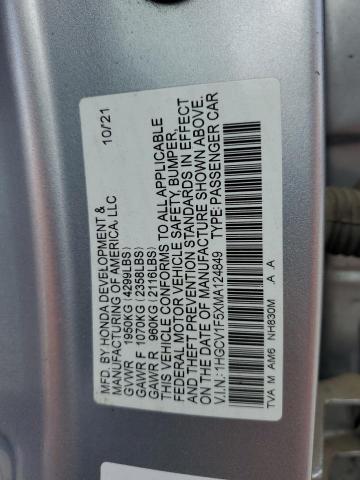 MFD. BY HONDA DEVELOPMENT & 10/21
MANUFACTURING OF AMERICA, LLC
GVWR 1950KG (4299LBS)
GAWR F 1060KG (2338LBS)
GAWR R 960KG (2116LBS)
THIS VEHICLE CONFORMS TO ALL APPLICABLE
FEDERAL MOTOR VEHICLE SAFETY, BUMPER,
AND THEFT PREVENTION STANDARDS IN EFFECT
ON THE DATE OF MANUFACTURE SHOWN ABOVE.
V.I.N.: 1HGCV1F5XMA124849 TYPE: PASSENGER CAR
TVA M AM6 NH830M A A